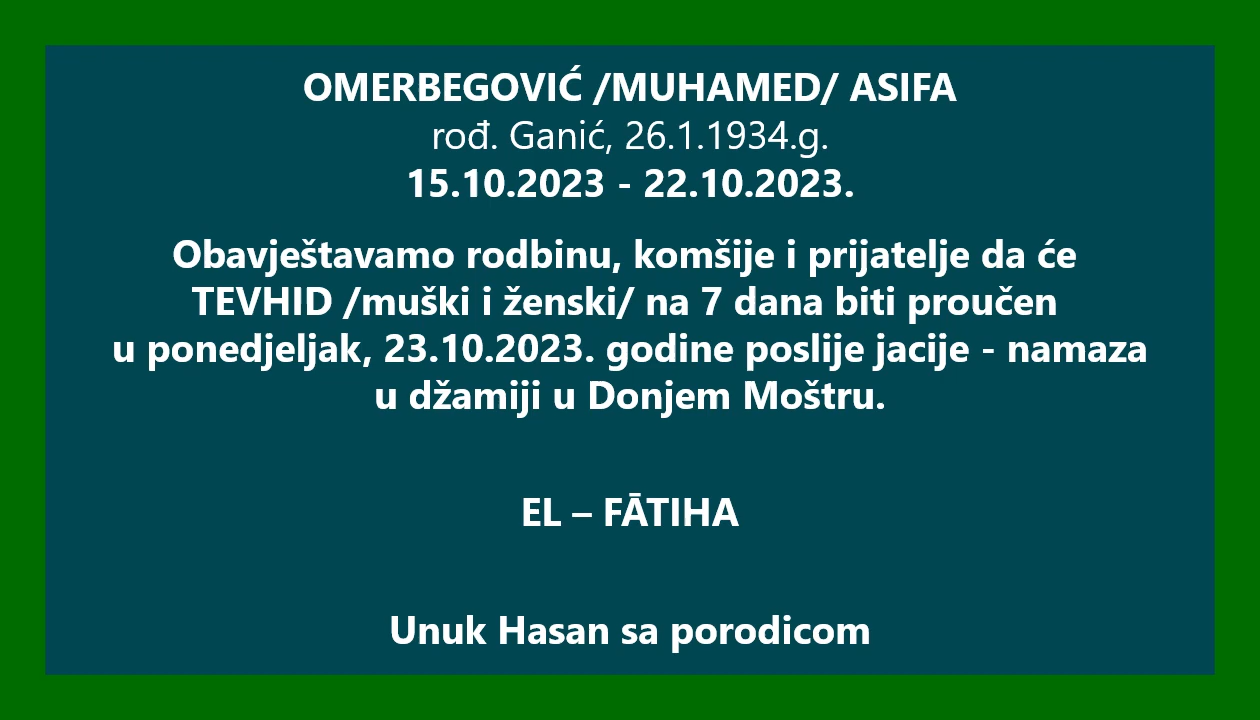 OMERBEGOVIĆ /MUHAMED/ ASIFA
rođ. Ganić, 26.1.1934.g.
15.10.2023 - 22.10.2023.
Obavještavamo rodbinu, komšije i prijatelje da će
TEVHID /muški i ženski/ na 7 dana biti proučen
u ponedjeljak, 23.10.2023. godine poslije jacije - namaza
u džamiji u Donjem Moštru.
EL – FĀTIHA
Unuk Hasan sa porodicom